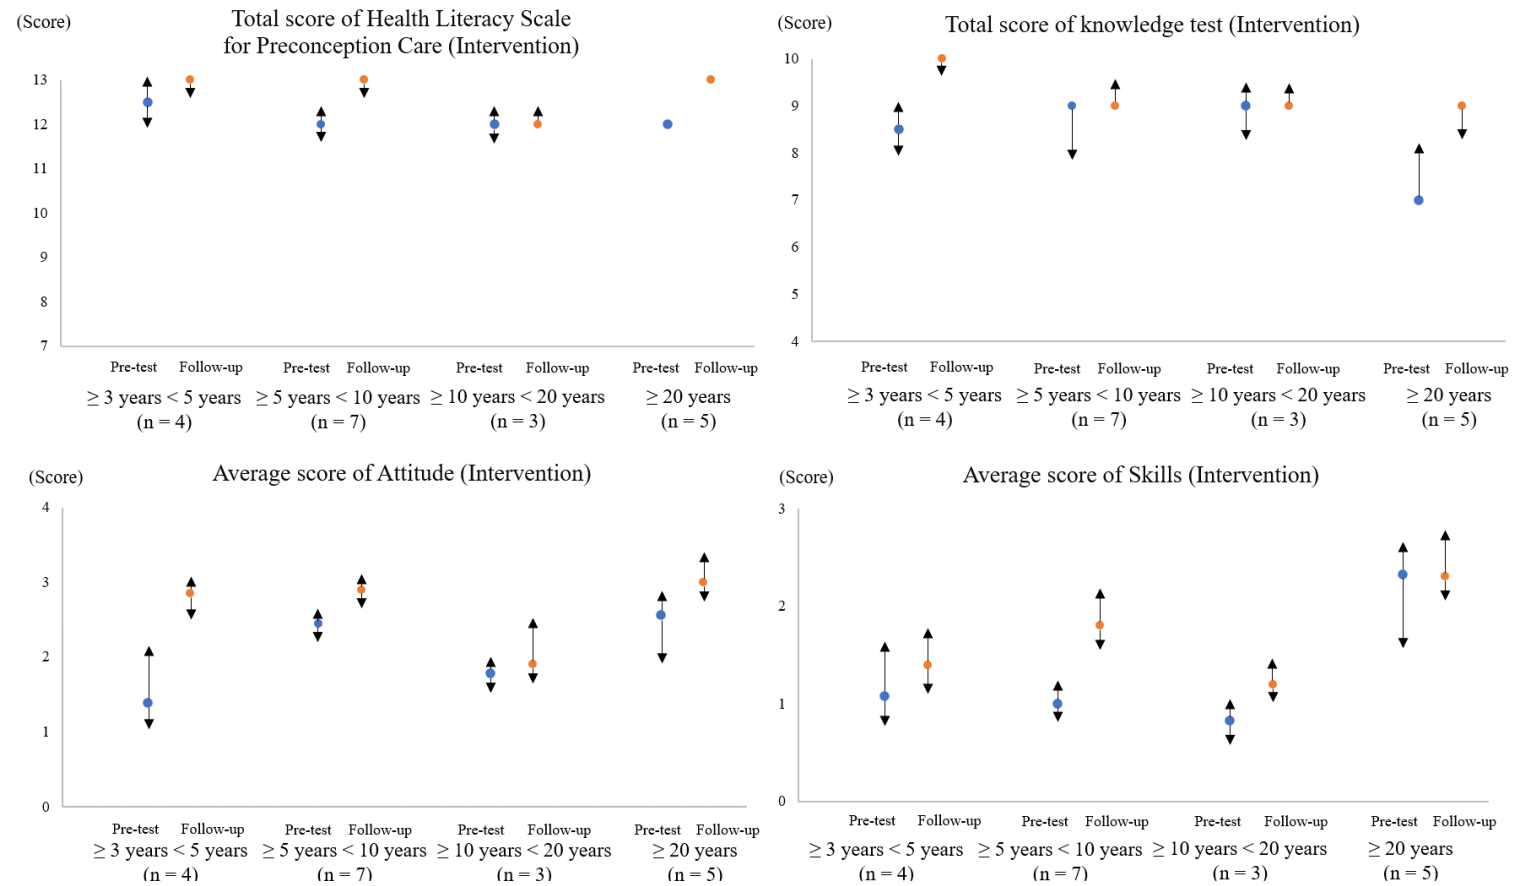 (Score)
Total score of Health Literacy Scale
for Preconception Care (Intervention)
13
12
11
10
9
8
7
Pre-test Follow-up Pre-test Follow-up Pre-test Follow-up Pre-test Follow-up
≥ 3 years < 5 years ≥ 5 years < 10 years ≥ 10 years < 20 years ≥ 20 years
(n = 4) (n = 7) (n = 3) (n = 5)
(Score)
Total score of knowledge test (Intervention)
10
9
8
7
6
5
4
Pre-test Follow-up Pre-test Follow-up Pre-test Follow-up Pre-test Follow-up
≥ 3 years < 5 years ≥ 5 years < 10 years ≥ 10 years < 20 years ≥ 20 years
(n = 4) (n = 7) (n = 3) (n = 5)
(Score)
Average score of Attitude (Intervention)
4
3
2
1
0
Pre-test Follow-up Pre-test Follow-up Pre-test Follow-up Pre-test Follow-up
≥ 3 years < 5 years ≥ 5 years < 10 years ≥ 10 years < 20 years ≥ 20 years
(n = 4) (n = 7) (n = 3) (n = 5)
(Score)
Average score of Skills (Intervention)
3
2
1
0
Pre-test Follow-up Pre-test Follow-up Pre-test Follow-up Pre-test Follow-up
≥ 3 years < 5 years ≥ 5 years < 10 years ≥ 10 years < 20 years ≥ 20 years
(n = 4) (n = 7) (n = 3) (n = 5)